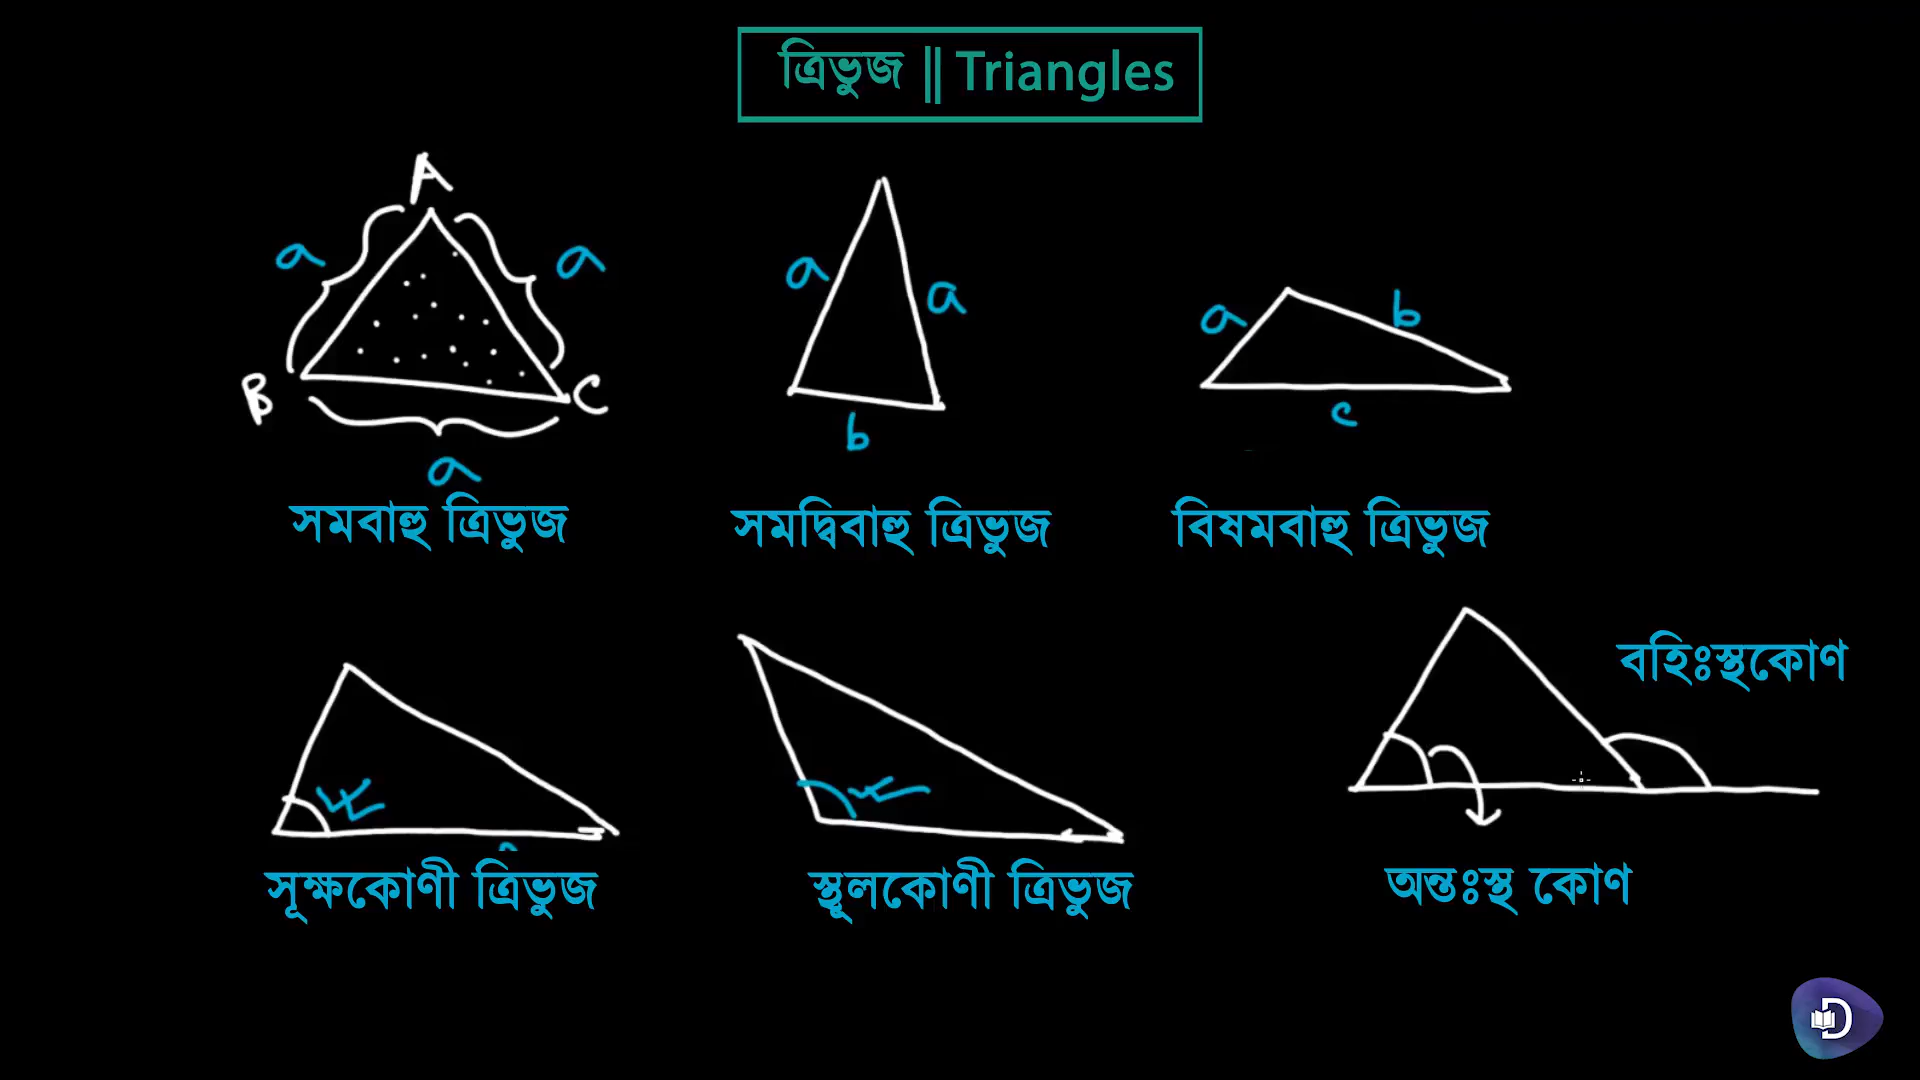 ত্রিভুজ || Triangles
A
a
a
B
C
a
সমবাহু ত্রিভুজ
a
a
b
সমদ্বিবাহু ত্রিভুজ
a
b
c
বিষমবাহু ত্রিভুজ
সূক্ষকোণী ত্রিভুজ
স্থূলকোণী ত্রিভুজ
বহিঃস্থকোণ
অন্তঃস্থ কোণ
D